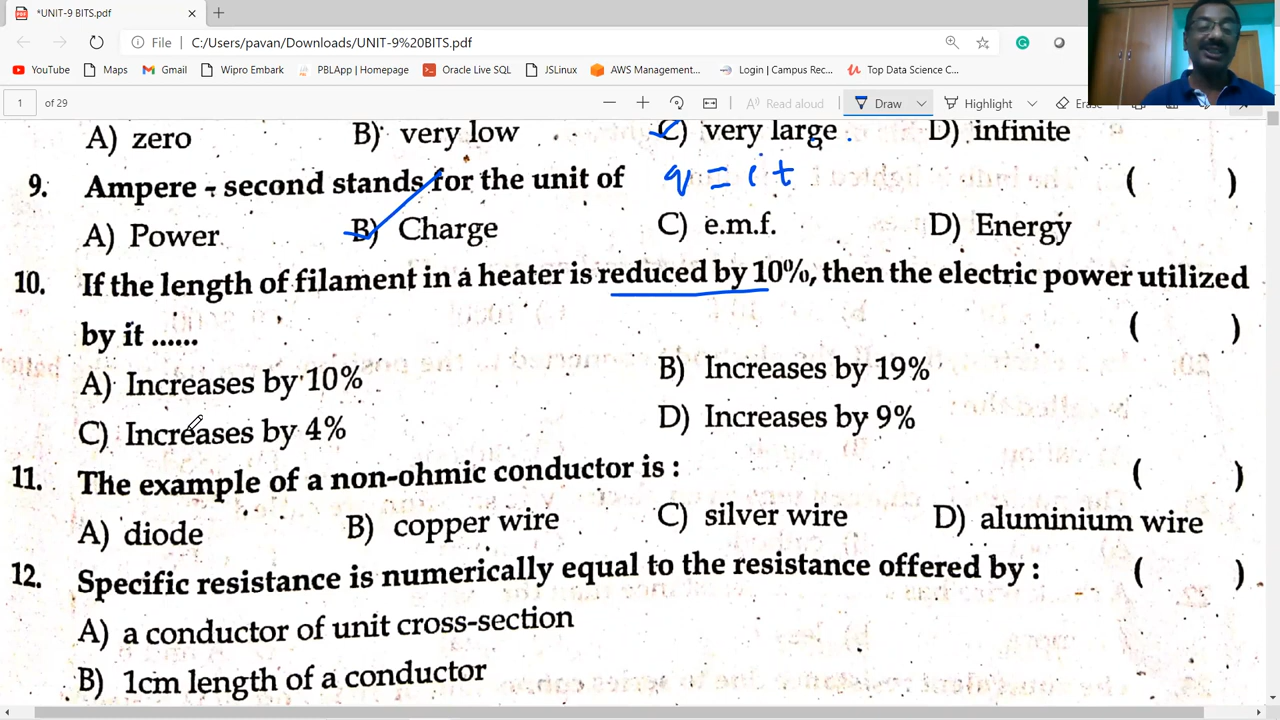 *UNIT-9 BITS.pdf
File C:/Users/pavan/Downloads/UNIT-9%20BITS.pdf
YouTube Maps Gmail Wipro Embark PBLApp | Homepage Oracle Live SQL JSLinux AWS Management... Login | Campus Rec... Top Data Science C...
1 of 29 Read aloud Draw Highlight Erase
A) zero B) very low C) very large D) infinite
9. Ampere - second stands for the unit of q = i t ( )
A) Power B) Charge C) e.m.f. D) Energy
10. If the length of filament in a heater is reduced by 10%, then the electric power utilized
by it ...... ( )
A) Increases by 10% B) Increases by 19%
C) Increases by 4% D) Increases by 9%
11. The example of a non-ohmic conductor is : ( )
A) diode B) copper wire C) silver wire D) aluminium wire
12. Specific resistance is numerically equal to the resistance offered by : ( )
A) a conductor of unit cross-section
B) 1cm length of a conductor